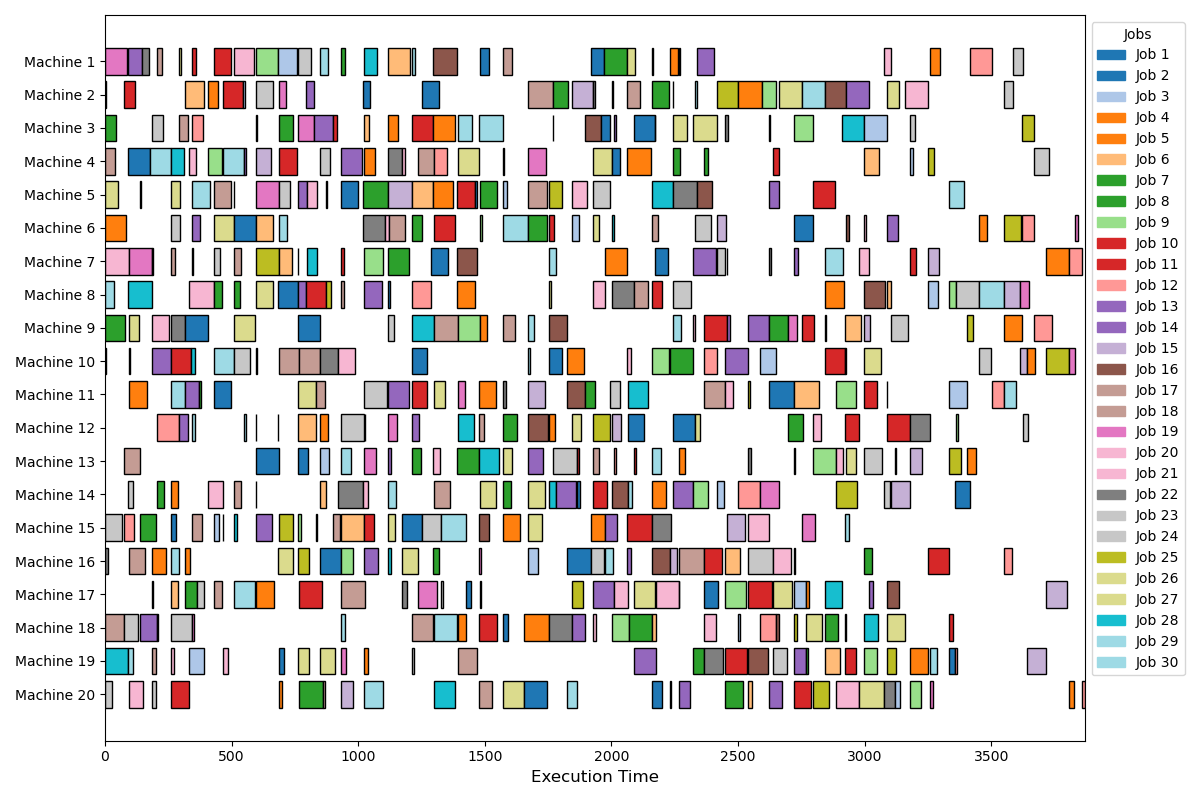 Machine 1
Machine 2
Machine 3
Machine 4
Machine 5
Machine 6
Machine 7
Machine 8
Machine 9
Machine 10
Machine 11
Machine 12
Machine 13
Machine 14
Machine 15
Machine 16
Machine 17
Machine 18
Machine 19
Machine 20
0 500 1000 1500 2000 2500 3000 3500
Execution Time
Jobs
Job 1
Job 2
Job 3
Job 4
Job 5
Job 6
Job 7
Job 8
Job 9
Job 10
Job 11
Job 12
Job 13
Job 14
Job 15
Job 16
Job 17
Job 18
Job 19
Job 20
Job 21
Job 22
Job 23
Job 24
Job 25
Job 26
Job 27
Job 28
Job 29
Job 30